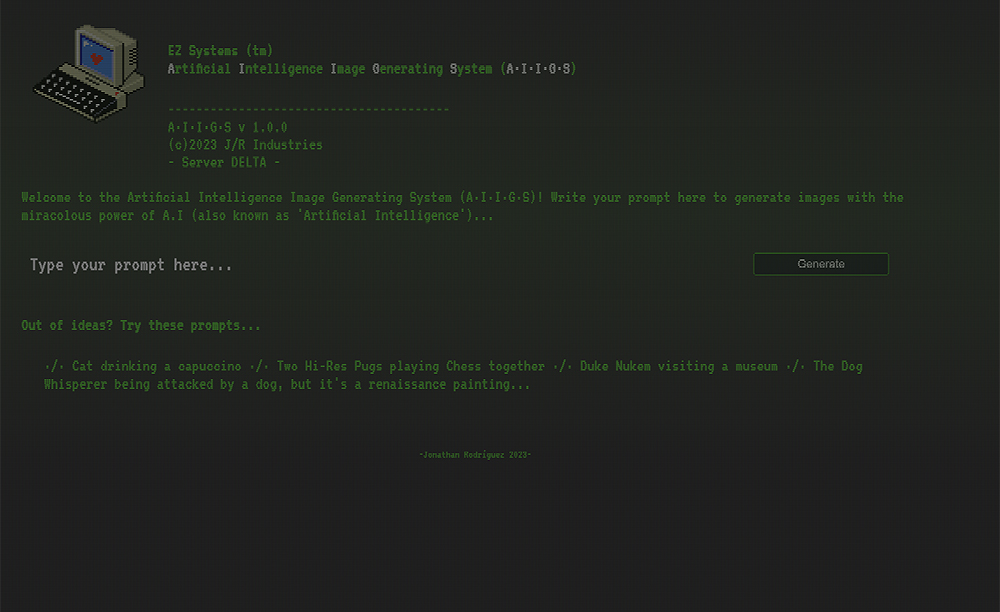 EZ Systems (tm)
Artificial Intelligence Image Generating System (A·I·I·G·S)
----------------------------------------
A·I·I·G·S v 1.0.0
(c)2023 J/R Industries
- Server DELTA -
Welcome to the Artificial Intelligence Image Generating System (A·I·I·G·S)! Write your prompt here to generate images with the
miracolous power of A.I (also known as 'Artificial Intelligence')...
Type your prompt here...
Generate
Out of ideas? Try these prompts...
·/· Cat drinking a capuccino ·/· Two Hi-Res Pugs playing Chess together ·/· Duke Nukem visiting a museum ·/· The Dog
Whisperer being attacked by a dog, but it's a renaissance painting...
-Jonathan Rodríguez 2023-